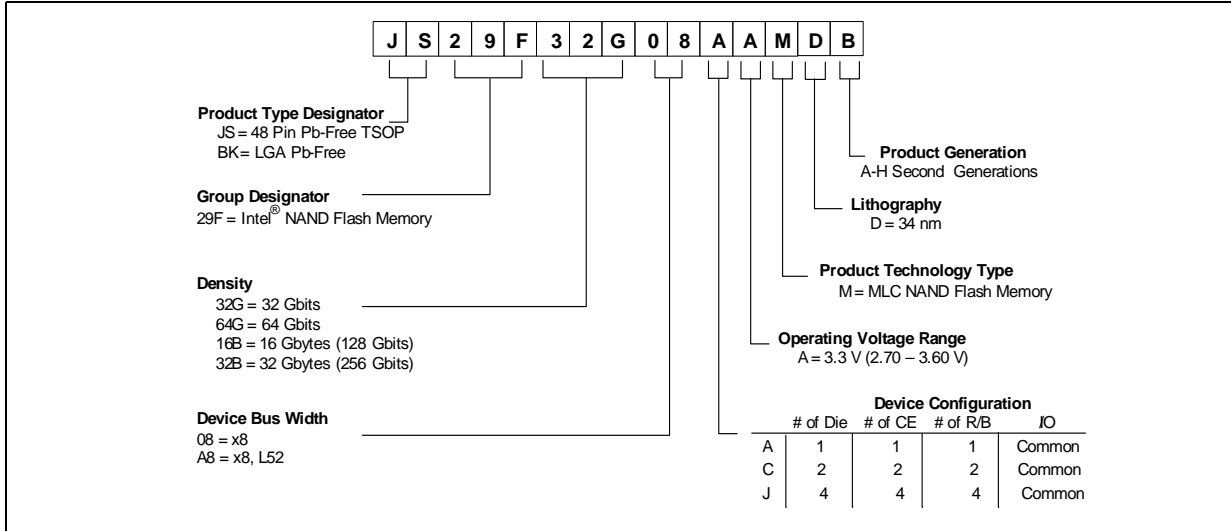 J S 2 9 F 3 2 G 0 8 A A M D B
Product Type Designator
JS = 48 Pin Pb-Free TSOP
BK = LGA Pb-Free
Group Designator
29F = Intel® NAND Flash Memory
Density
32G = 32 Gbits
64G = 64 Gbits
16B = 16 Gbytes (128 Gbits)
32B = 32 Gbytes (256 Gbits)
Device Bus Width
08 = x8
A8 = x8, L52
Product Generation
A-H Second Generations
Lithography
D = 34 nm
Product Technology Type
M = MLC NAND Flash Memory
Operating Voltage Range
A = 3.3 V (2.70 – 3.60 V)
Device Configuration
# of Die # of CE # of R/B I/O
A 1 1 1 Common
C 2 2 2 Common
J 4 4 4 Common